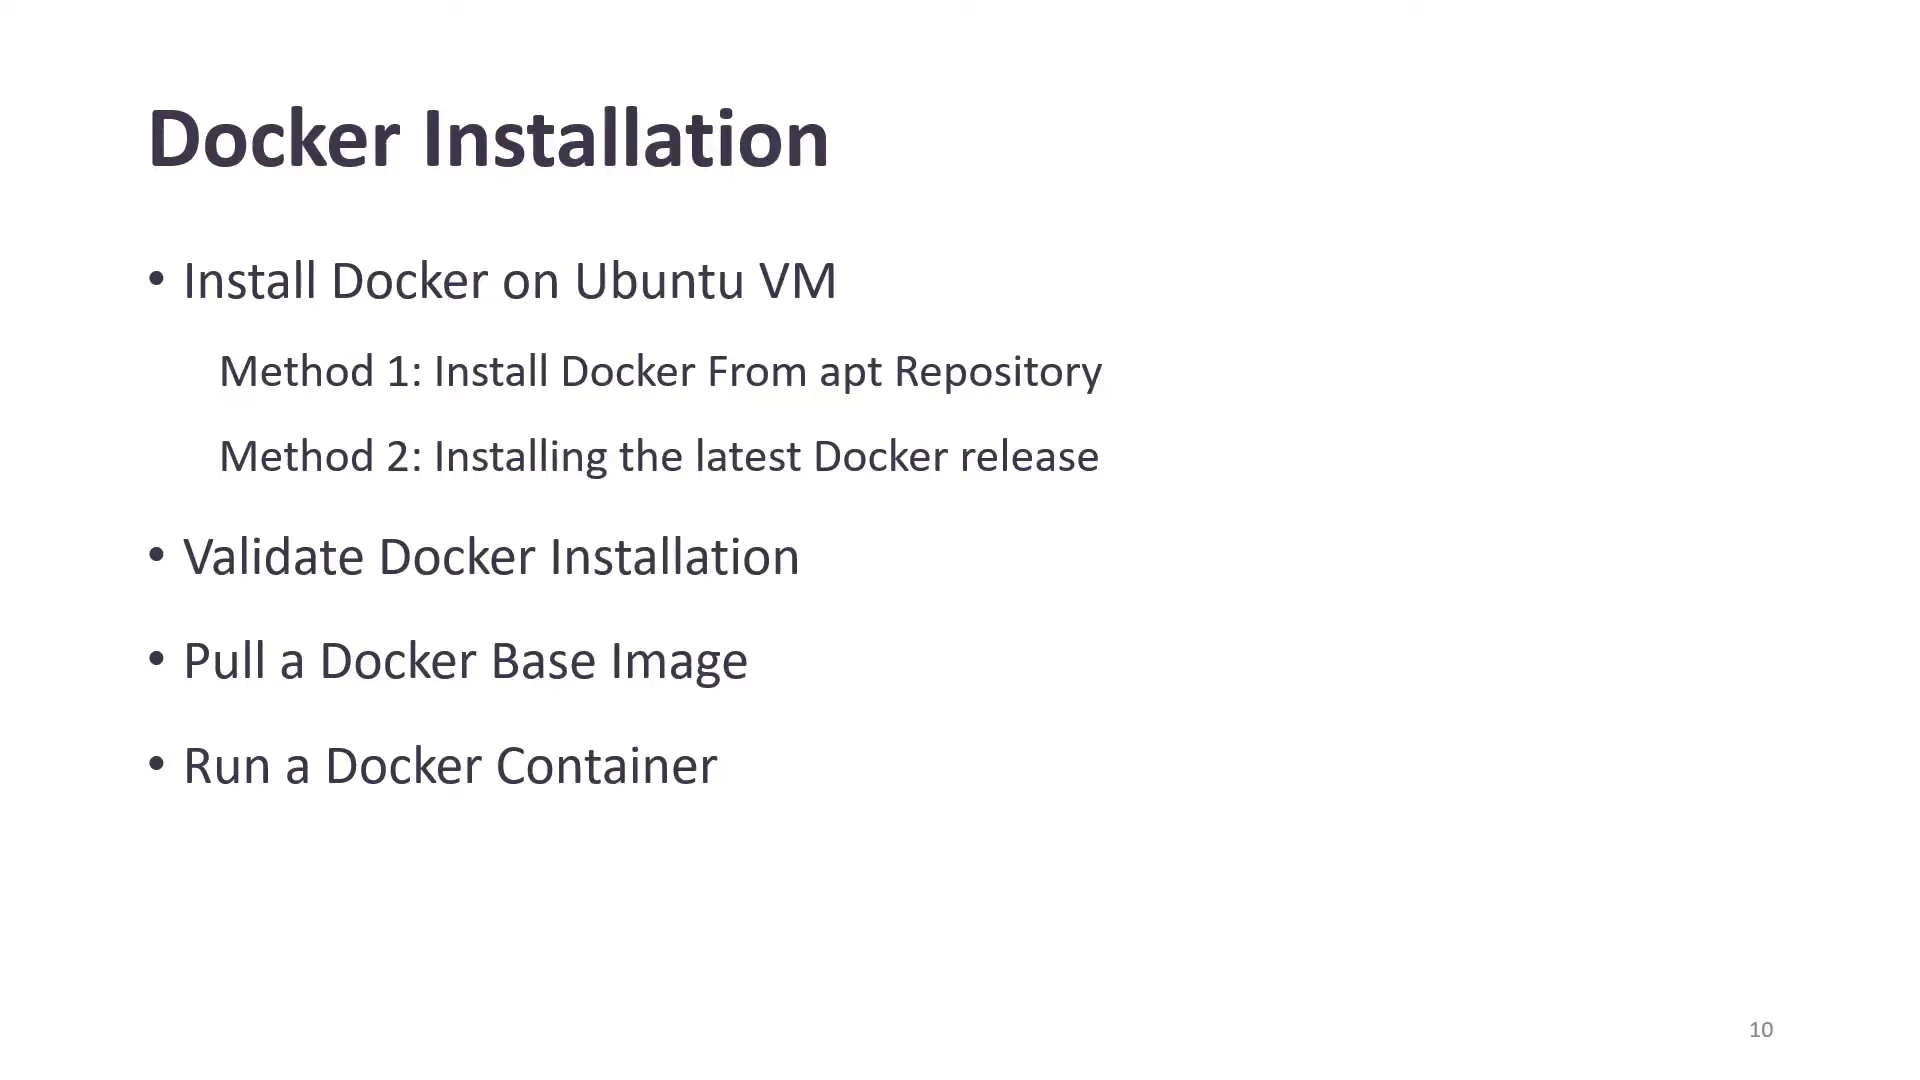 Docker Installation
• Install Docker on Ubuntu VM
Method 1: Install Docker From apt Repository
Method 2: Installing the latest Docker release
• Validate Docker Installation
• Pull a Docker Base Image
• Run a Docker Container
10